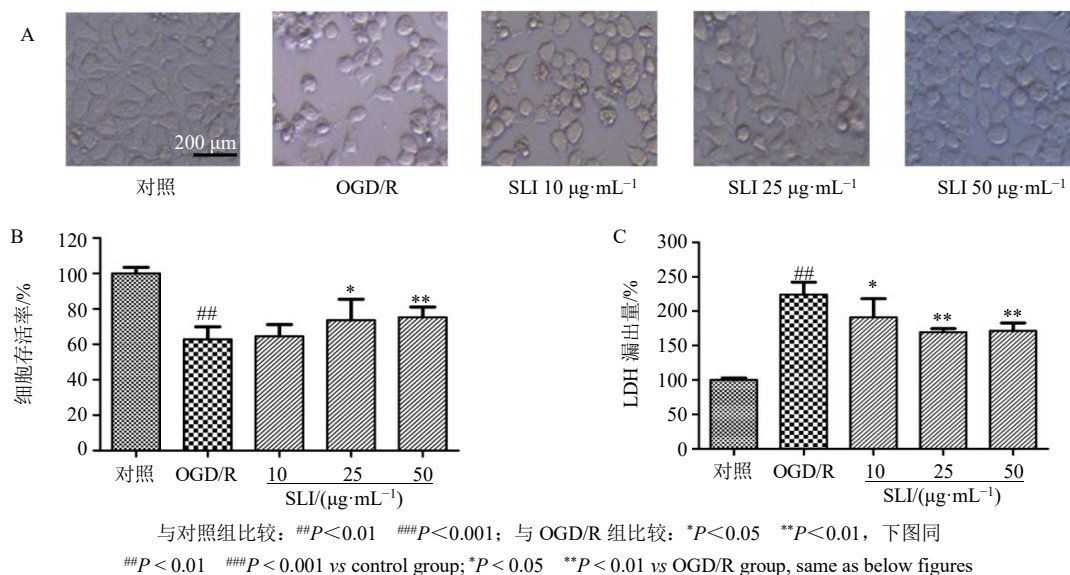 A
200 μm
对照
OGD/R
SLI 10 μg·mL⁻¹
SLI 25 μg·mL⁻¹
SLI 50 μg·mL⁻¹
B
细胞存活率/%
120
100
80
60
40
20
0
##
*
**
对照
OGD/R
10
25
50
SLI/(μg·mL⁻¹)
C
LDH 漏出量/%
300
250
200
150
100
50
0
##
*
**
**
对照
OGD/R
10
25
50
SLI/(μg·mL⁻¹)
与对照组比较：##P<0.01 ###P<0.001；与 OGD/R 组比较：*P<0.05 **P<0.01，下图同
##P < 0.01 ###P < 0.001 vs control group; *P < 0.05 **P < 0.01 vs OGD/R group, same as below figures